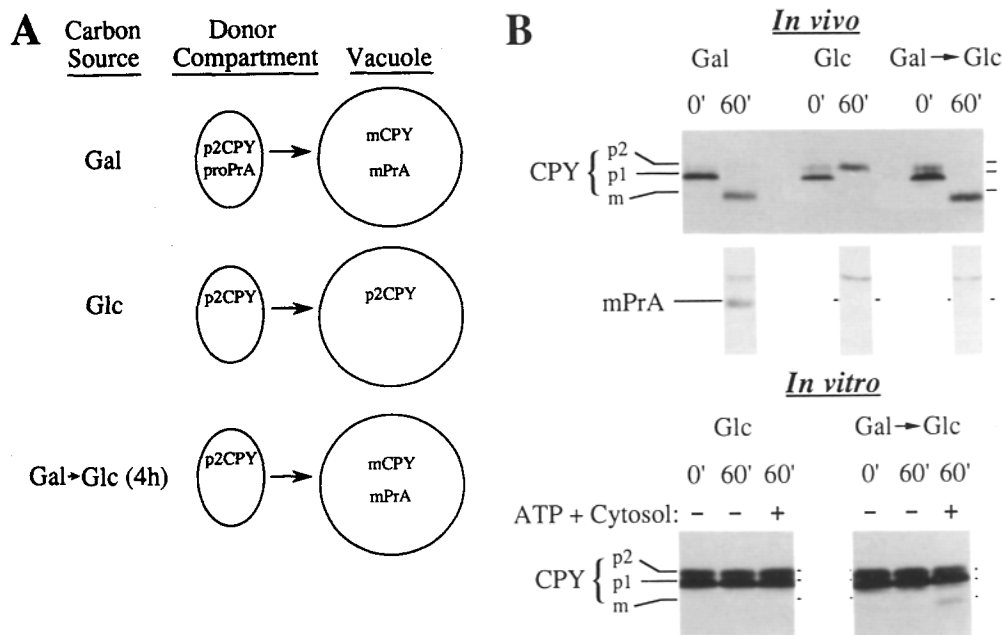 A
Carbon Source
Donor Compartment
Vacuole
Gal
p2CPY
proPrA
mCPY
mPrA
Glc
p2CPY
p2CPY
Gal→Glc (4h)
p2CPY
mCPY
mPrA
B
In vivo
Gal
Glc
Gal→Glc
0' 60'
0' 60'
0' 60'
CPY { p2
p1
m
mPrA
In vitro
Glc
Gal→Glc
0' 60' 60'
0' 60' 60'
ATP + Cytosol: – – +
– – +
CPY { p2
p1
m